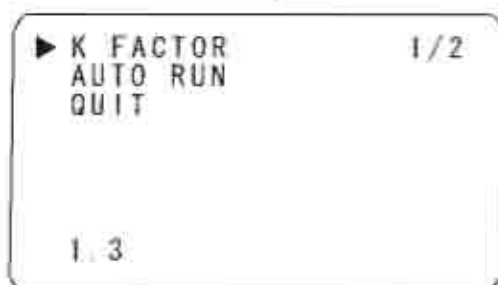 ▶ K FACTOR 1/2
AUTO RUN
QUIT
1.3